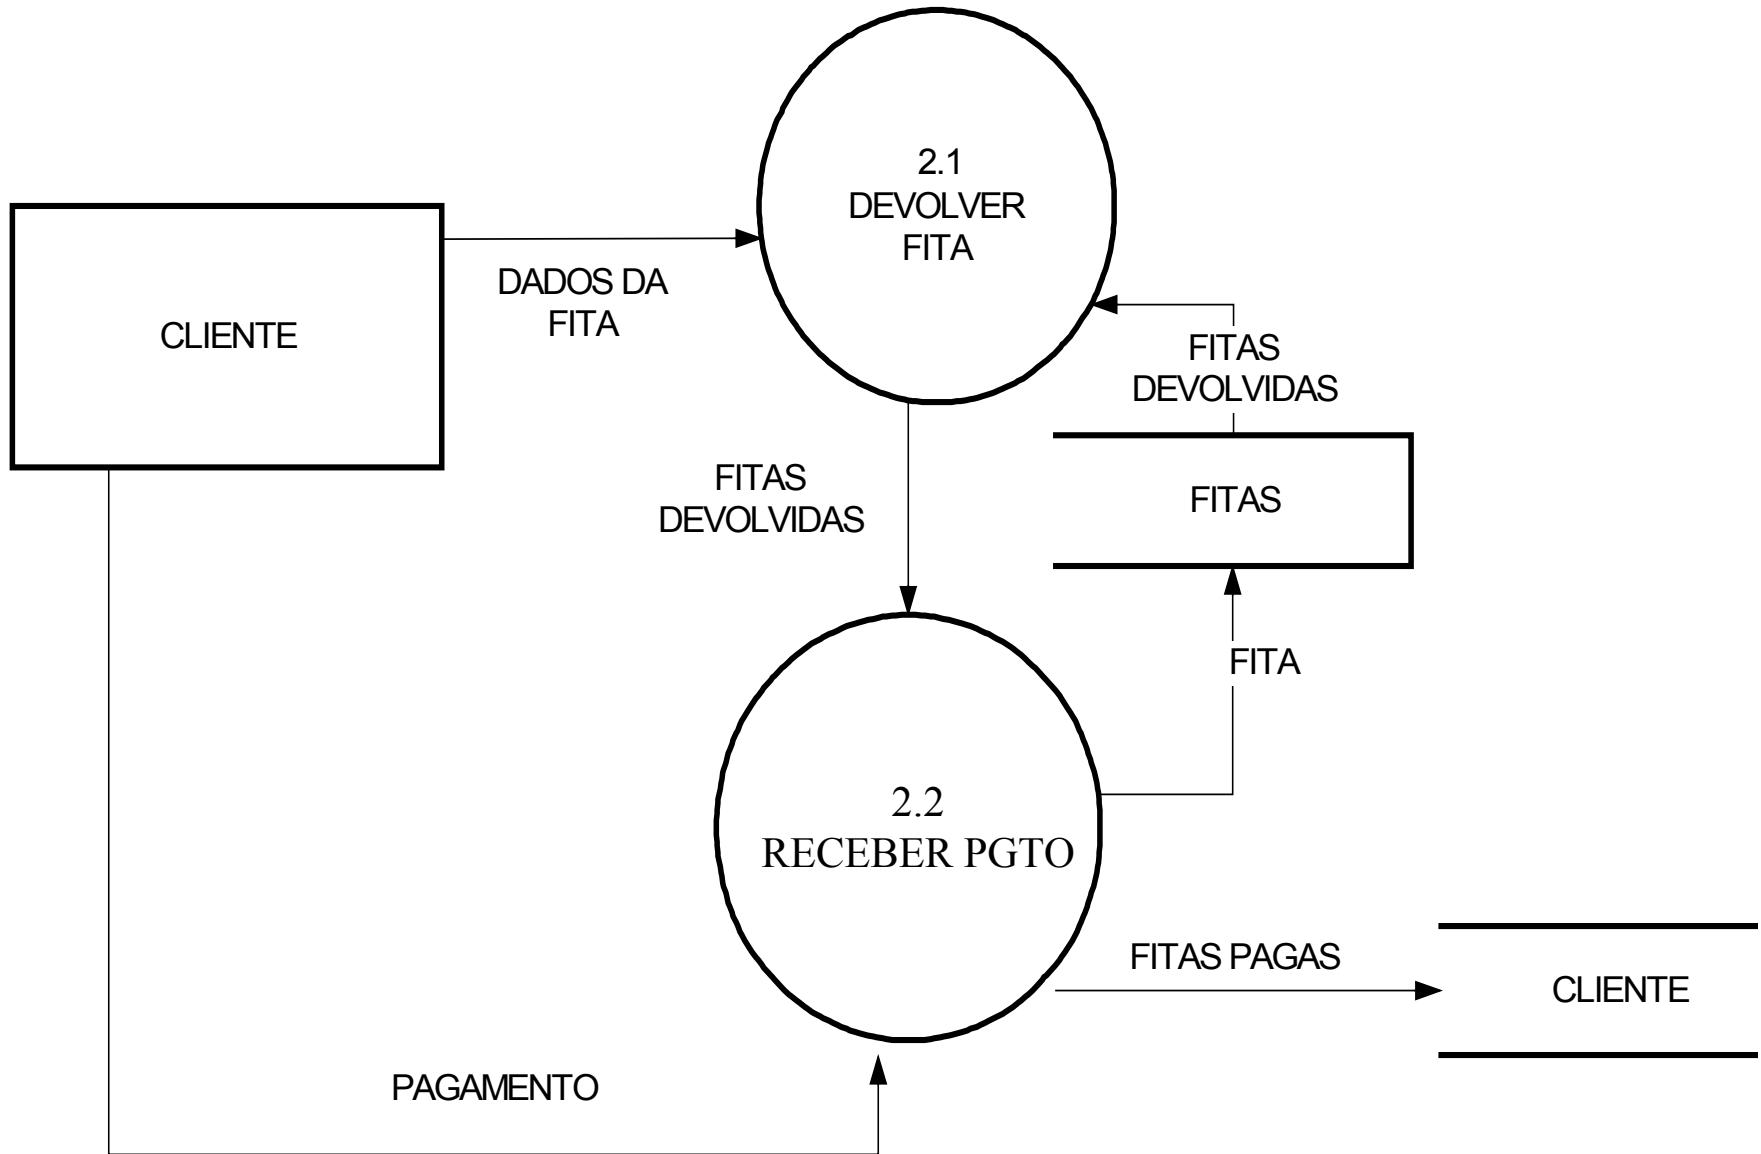 2.1
DEVOLVER
FITA
CLIENTE
DADOS DA
FITA
FITAS
DEVOLVIDAS
FITAS
DEVOLVIDAS
FITAS
FITA
2.2
RECEBER PGTO
FITAS PAGAS
CLIENTE
PAGAMENTO